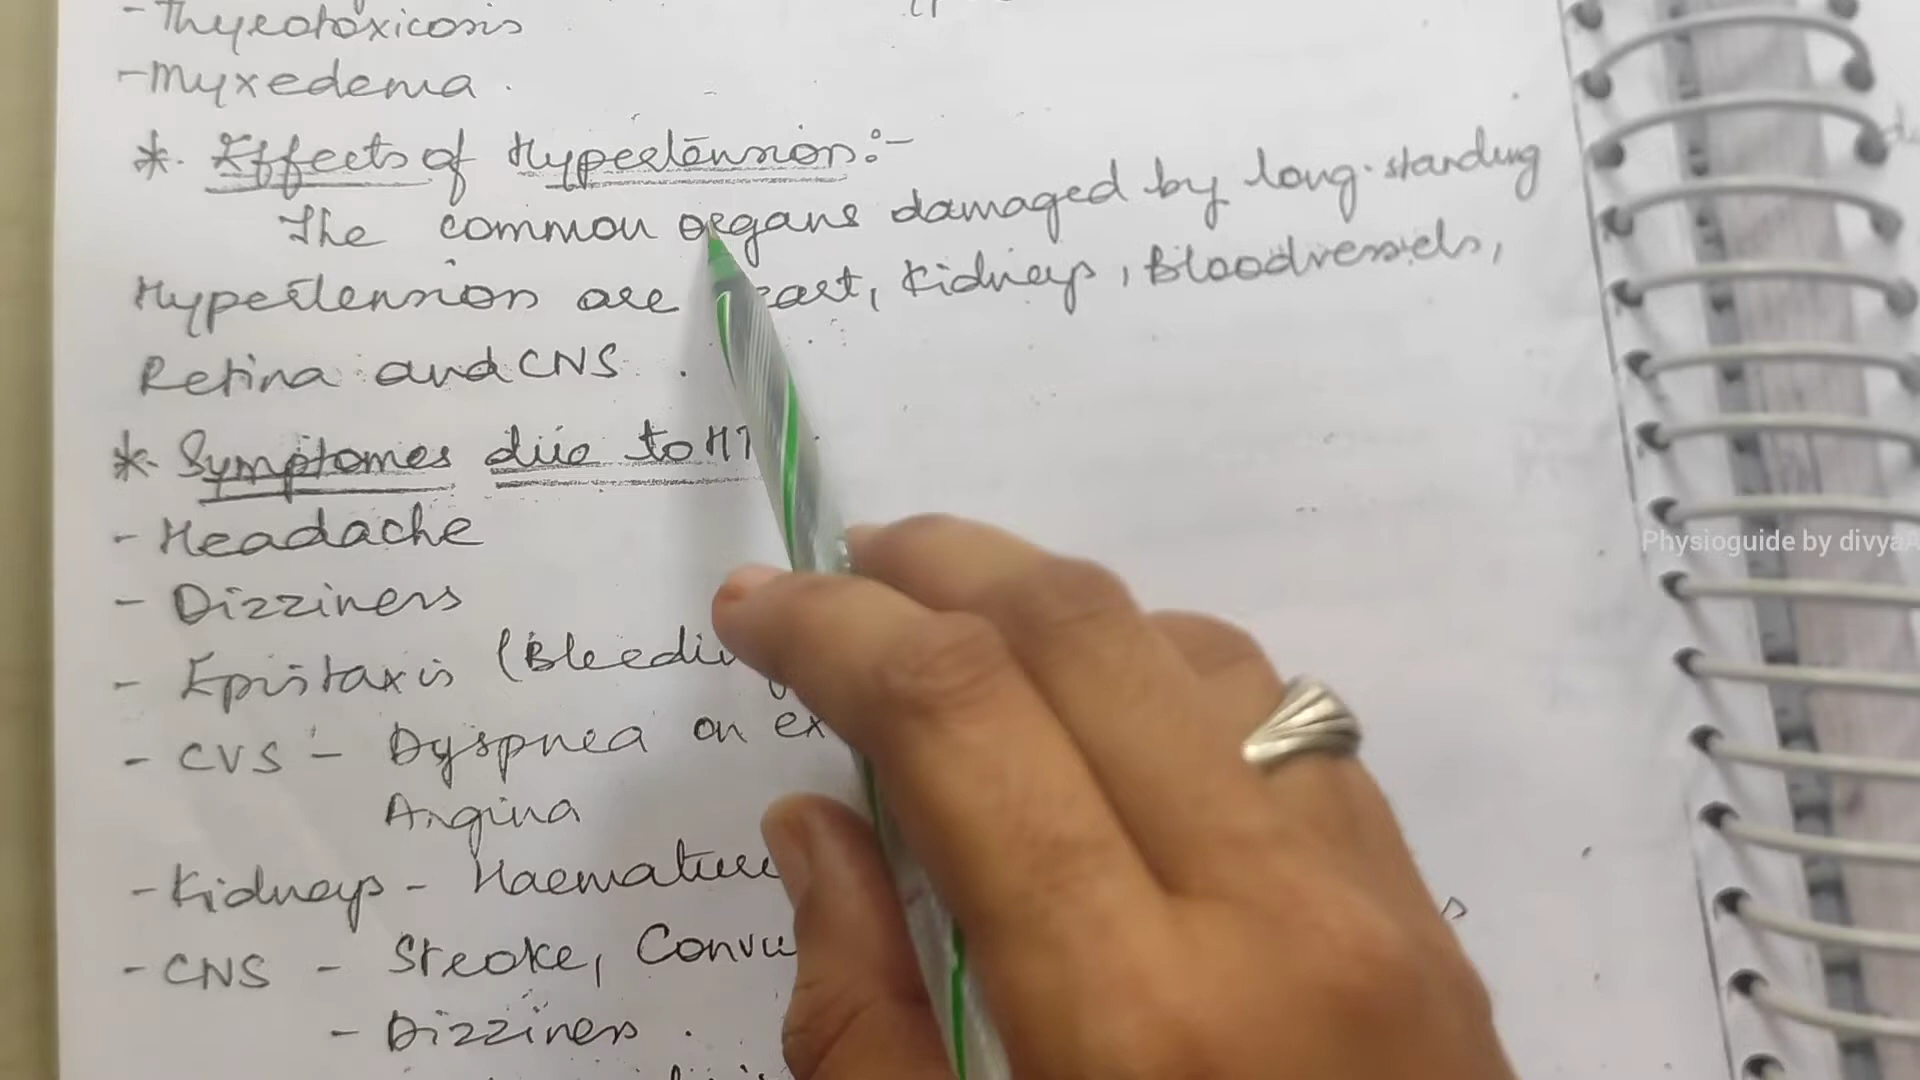 - Thyrotoxicosis
- Myxedema.
*. Effects of Hypertension:-
The common organs damaged by long-standing
Hypertension are Heart, Kidneys, Bloodvessels,
Retina and CNS.
*. Symptomes due to HT
- Headache
- Dizziness
- Epistaxis (Bleeding
- CVS - Dyspnea on ex
Angina
- Kidneys - Haematur
- CNS - Stroke, Convu
- Dizziness.
Physioguide by divya